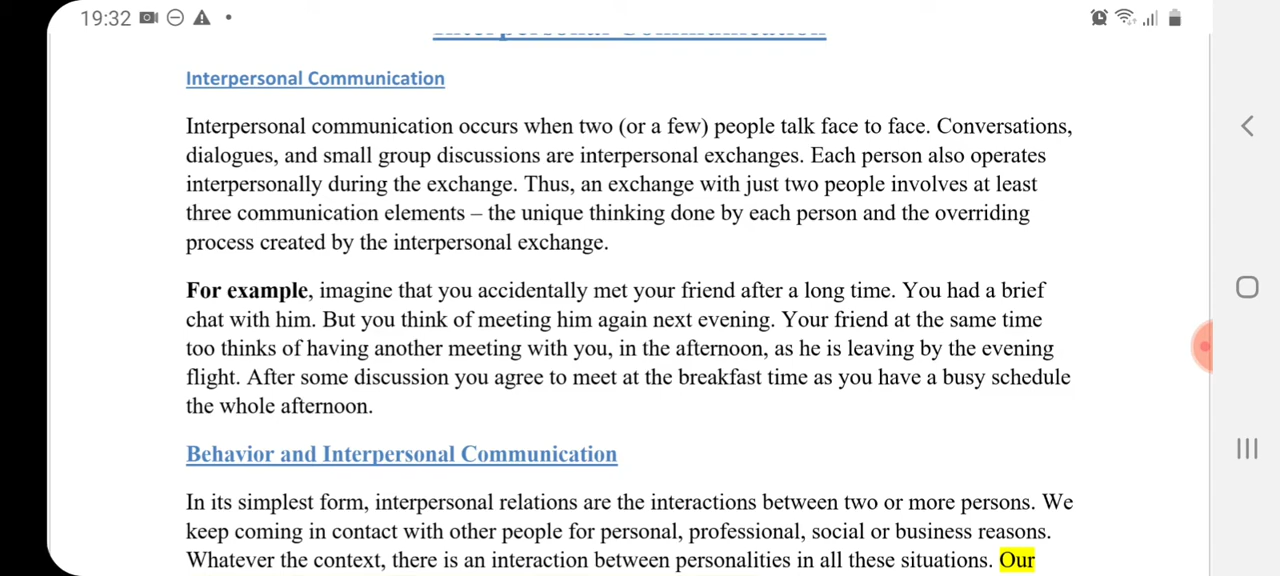 19:32
Interpersonal Communication
Interpersonal Communication
Interpersonal communication occurs when two (or a few) people talk face to face. Conversations,
dialogues, and small group discussions are interpersonal exchanges. Each person also operates
interpersonally during the exchange. Thus, an exchange with just two people involves at least
three communication elements – the unique thinking done by each person and the overriding
process created by the interpersonal exchange.
For example, imagine that you accidentally met your friend after a long time. You had a brief
chat with him. But you think of meeting him again next evening. Your friend at the same time
too thinks of having another meeting with you, in the afternoon, as he is leaving by the evening
flight. After some discussion you agree to meet at the breakfast time as you have a busy schedule
the whole afternoon.
Behavior and Interpersonal Communication
In its simplest form, interpersonal relations are the interactions between two or more persons. We
keep coming in contact with other people for personal, professional, social or business reasons.
Whatever the context, there is an interaction between personalities in all these situations. Our